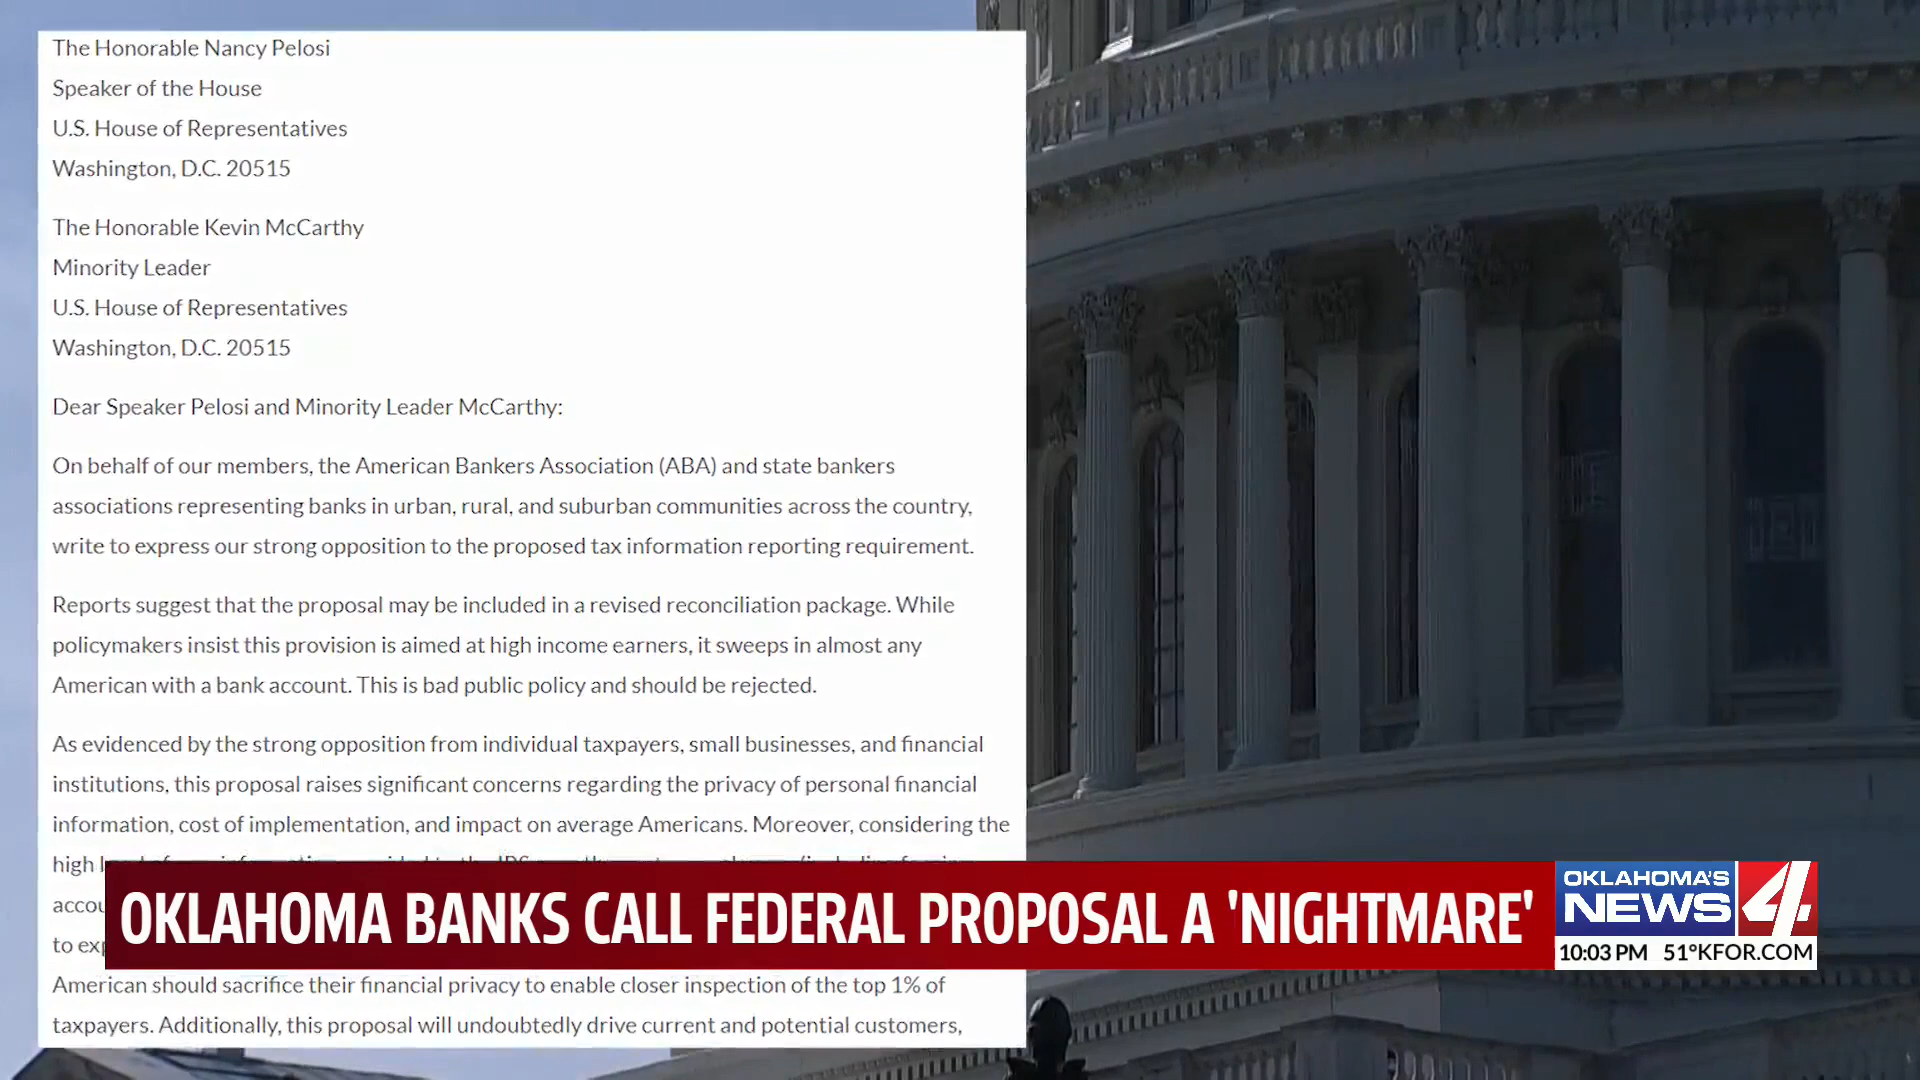 The Honorable Nancy Pelosi
Speaker of the House
U.S. House of Representatives
Washington, D.C. 20515
The Honorable Kevin McCarthy
Minority Leader
U.S. House of Representatives
Washington, D.C. 20515
Dear Speaker Pelosi and Minority Leader McCarthy:
On behalf of our members, the American Bankers Association (ABA) and state bankers
associations representing banks in urban, rural, and suburban communities across the country,
write to express our strong opposition to the proposed tax information reporting requirement.
Reports suggest that the proposal may be included in a revised reconciliation package. While
policymakers insist this provision is aimed at high income earners, it sweeps in almost any
American with a bank account. This is bad public policy and should be rejected.
As evidenced by the strong opposition from individual taxpayers, small businesses, and financial
institutions, this proposal raises significant concerns regarding the privacy of personal financial
information, cost of implementation, and impact on average Americans. Moreover, considering the
high
to
American should sacrifice their financial privacy to enable closer inspection of the top 1% of
taxpayers. Additionally, this proposal will undoubtedly drive current and potential customers,
OKLAHOMA BANKS CALL FEDERAL PROPOSAL A 'NIGHTMARE'
OKLAHOMA'S
NEWS 4
10:03 PM 51° KFOR.COM